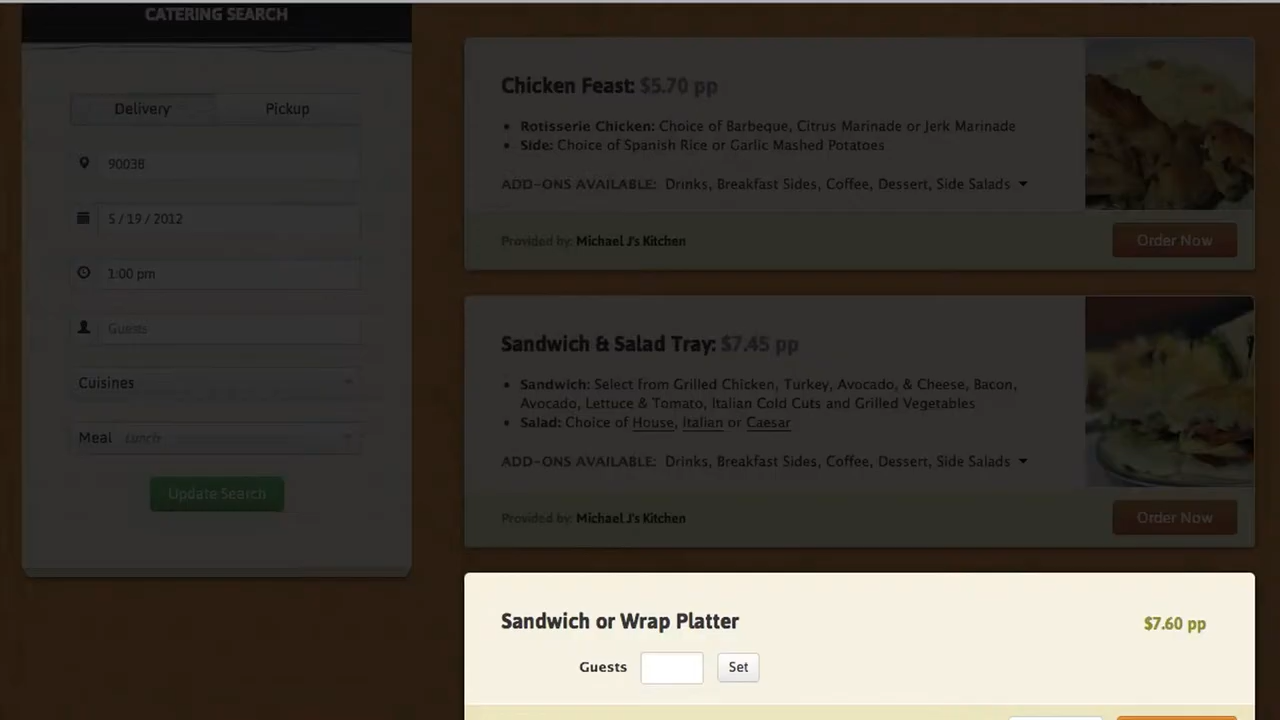 CATERING SEARCH
Delivery
Pickup
90038
5 / 19 / 2012
1:00 pm
Guests
Cuisines
Meal Lunch
Update Search
Chicken Feast: $5.70 pp
• Rotisserie Chicken: Choice of Barbeque, Citrus Marinade or Jerk Marinade
• Side: Choice of Spanish Rice or Garlic Mashed Potatoes
ADD-ONS AVAILABLE: Drinks, Breakfast Sides, Coffee, Dessert, Side Salads
Provided by: Michael J's Kitchen
Order Now
Sandwich & Salad Tray: $7.45 pp
• Sandwich: Select from Grilled Chicken, Turkey, Avocado, & Cheese, Bacon,
Avocado, Lettuce & Tomato, Italian Cold Cuts and Grilled Vegetables
• Salad: Choice of House, Italian or Caesar
ADD-ONS AVAILABLE: Drinks, Breakfast Sides, Coffee, Dessert, Side Salads
Provided by: Michael J's Kitchen
Order Now
Sandwich or Wrap Platter
$7.60 pp
Guests
Set